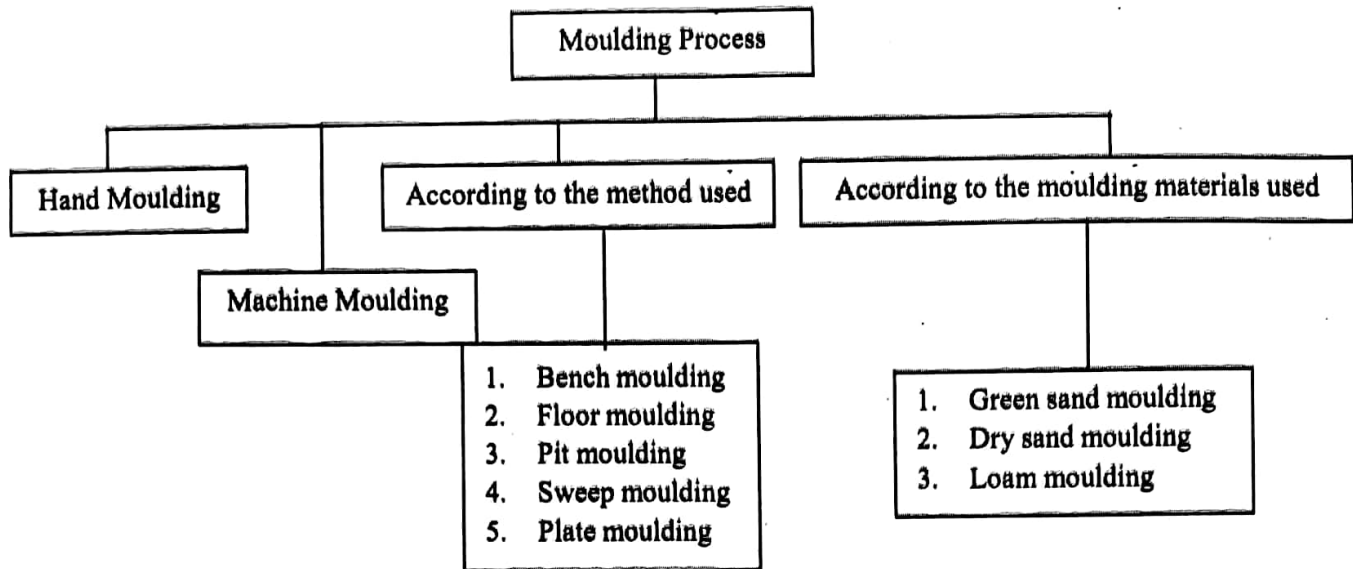 Moulding Process
Hand Moulding
According to the method used
According to the moulding materials used
Machine Moulding
1. Bench moulding
2. Floor moulding
3. Pit moulding
4. Sweep moulding
5. Plate moulding
1. Green sand moulding
2. Dry sand moulding
3. Loam moulding